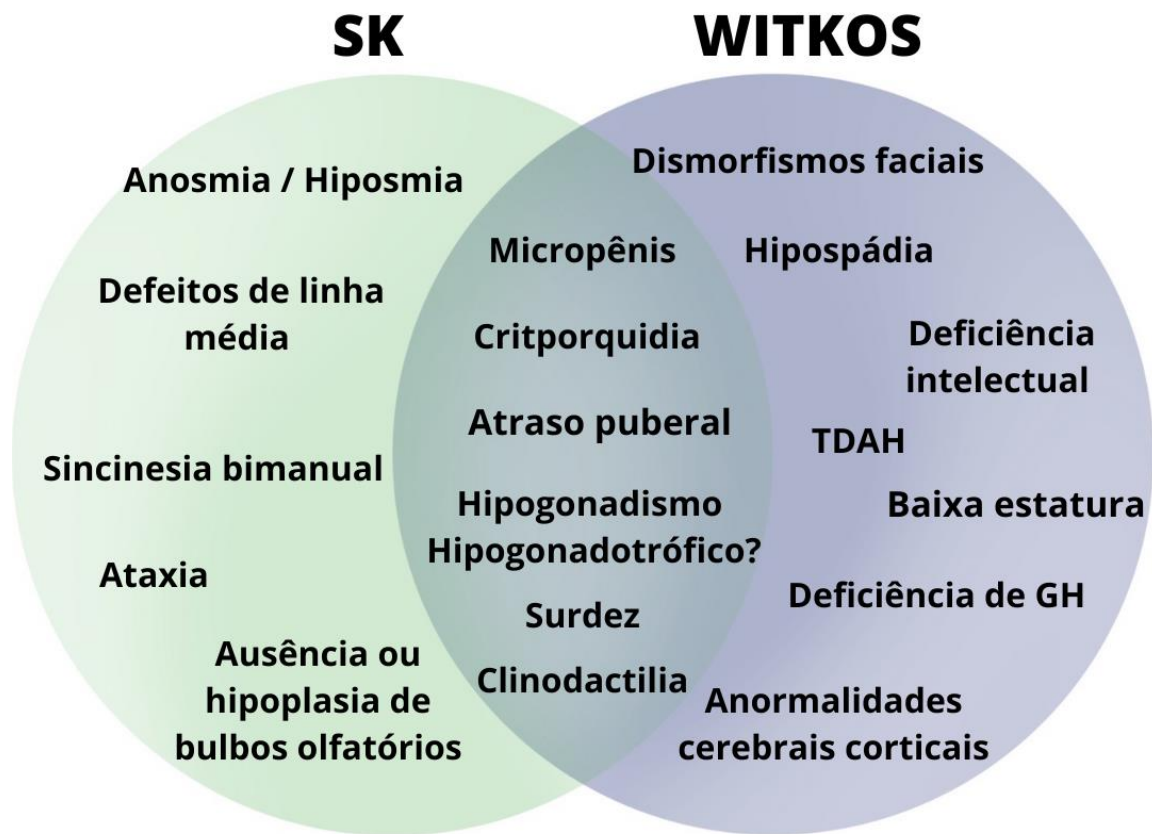 SK
WITKOS
Anosmia / Hiposmia
Defeitos de linha
média
Sincinesia bimanual
Ataxia
Ausência ou
hipoplasia de
bulbos olfatórios
Micropênis
Critporquidia
Atraso puberal
Hipogonadismo
Hipogonadotrófico?
Surdez
Clinodactilia
Dismorfismos faciais
Hipospádia
Deficiência
intelectual
TDAH
Baixa estatura
Deficiência de GH
Anormalidades
cerebrais corticais